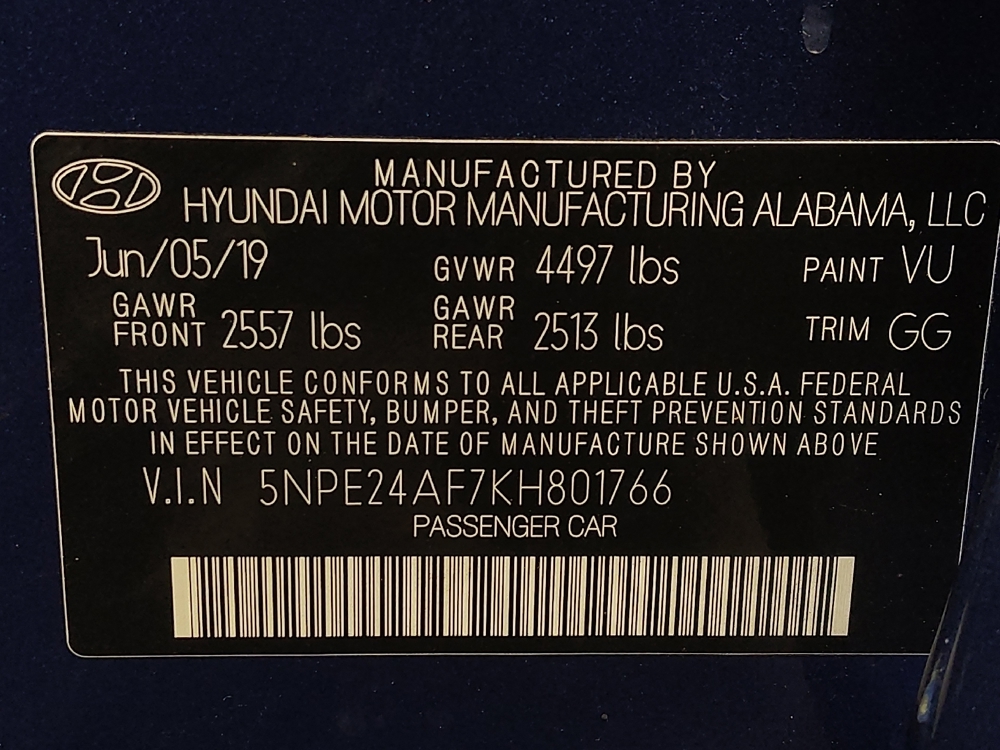 MANUFACTURED BY
HYUNDAI MOTOR MANUFACTURING ALABAMA, LLC
Jun/05/19 GVWR 4497 lbs PAINT VU
GAWR FRONT 2557 lbs GAWR REAR 2513 lbs TRIM GG
THIS VEHICLE CONFORMS TO ALL APPLICABLE U.S.A. FEDERAL
MOTOR VEHICLE SAFETY, BUMPER, AND THEFT PREVENTION STANDARDS
IN EFFECT ON THE DATE OF MANUFACTURE SHOWN ABOVE
V.I.N 5NPE24AF7KH801766
PASSENGER CAR